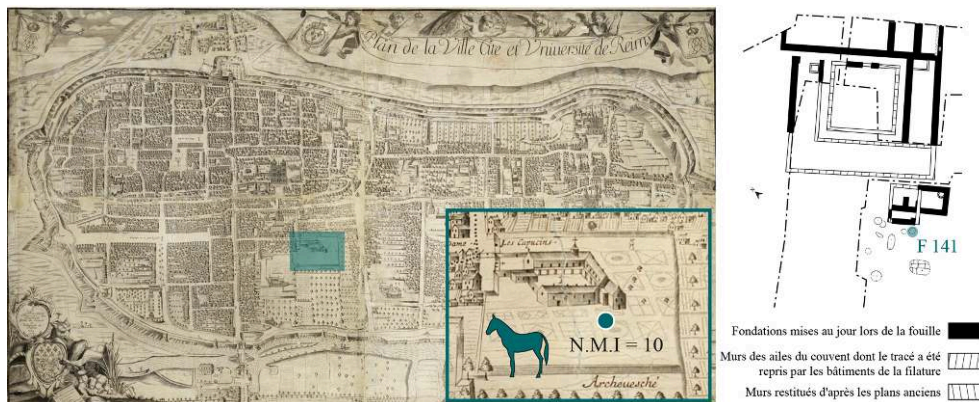 Plan de la Ville Cite et Vniuersité de Reims
Les Capucins
N.M.I = 10
Archeuesché
F 141
Fondations mises au jour lors de la fouille
Murs des ailes du couvent dont le tracé a été
repris par les bâtiments de la filature
Murs restitués d'après les plans anciens